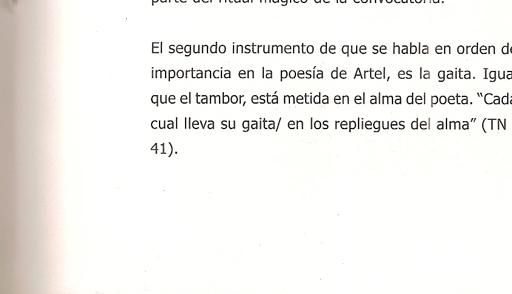 parte del ritual mágico de la convocatoria.
El segundo instrumento de que se habla en orden de
importancia en la poesía de Artel, es la gaita. Igua
que el tambor, está metida en el alma del poeta. “Cada
cual lleva su gaita/ en los repliegues del alma” (TN
41).